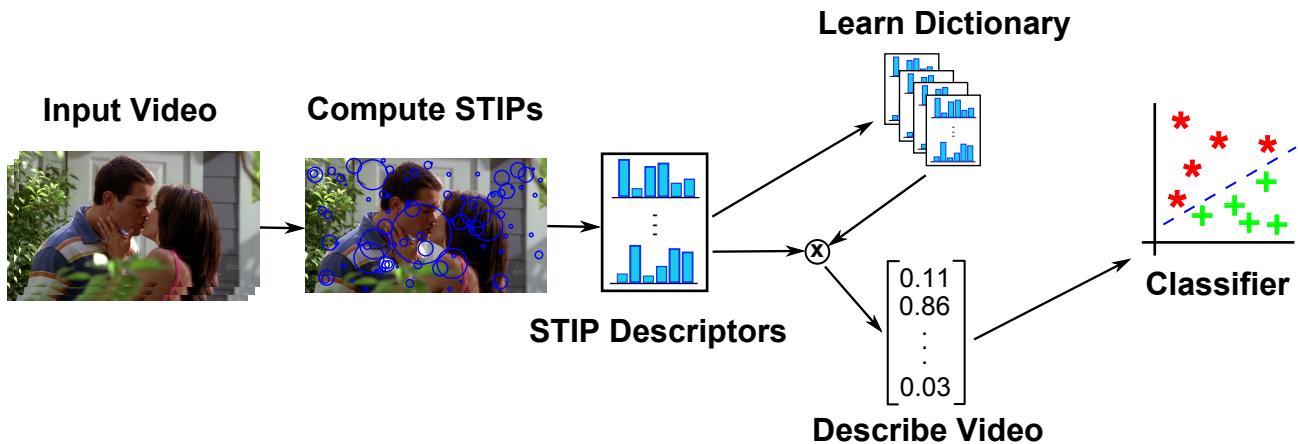 Input Video
Compute STIPs
STIP Descriptors
Learn Dictionary
x
0.11
0.86
.
.
.
0.03
Describe Video
Classifier